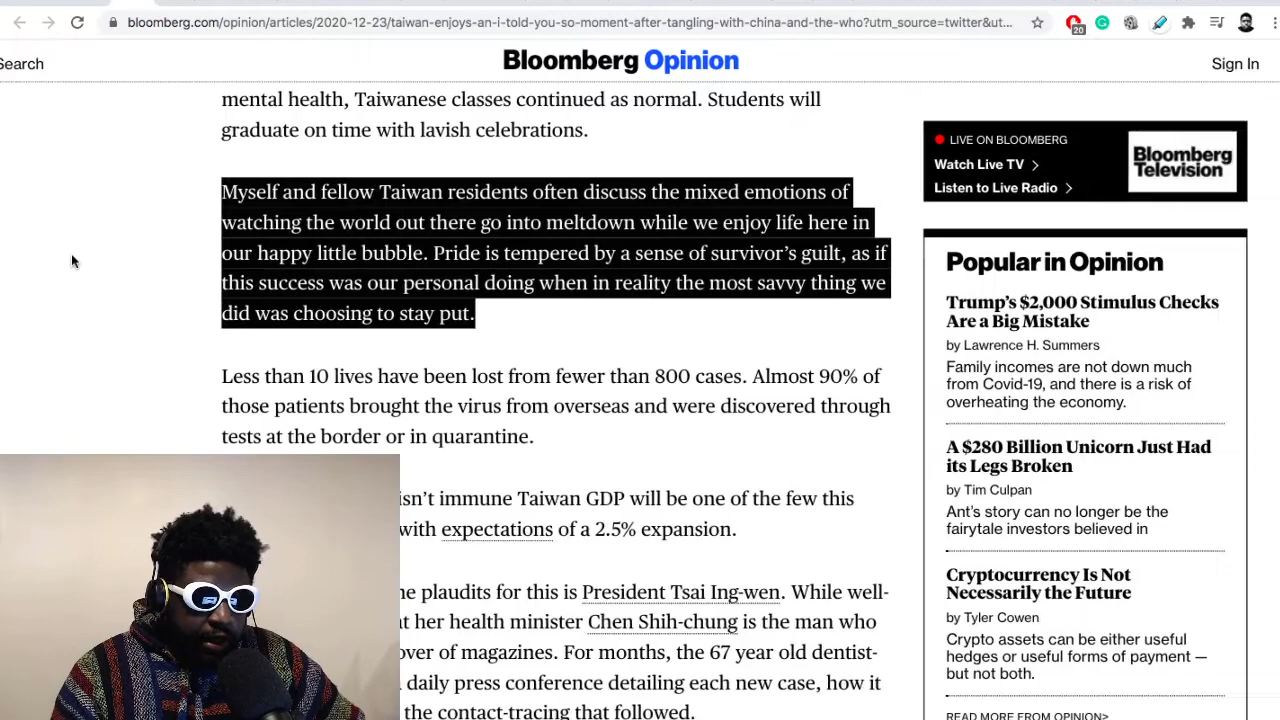 bloomberg.com/opinion/articles/2020-12-23/taiwan-enjoys-an-i-told-you-so-moment-after-tangling-with-china-and-the-who?utm_source=twitter&ut...
20
Search
Bloomberg Opinion
Sign In
mental health, Taiwanese classes continued as normal. Students will
graduate on time with lavish celebrations.
Myself and fellow Taiwan residents often discuss the mixed emotions of
watching the world out there go into meltdown while we enjoy life here in
our happy little bubble. Pride is tempered by a sense of survivor's guilt, as if
this success was our personal doing when in reality the most savvy thing we
did was choosing to stay put.
Less than 10 lives have been lost from fewer than 800 cases. Almost 90% of
those patients brought the virus from overseas and were discovered through
tests at the border or in quarantine.
isn't immune Taiwan GDP will be one of the few this
with expectations of a 2.5% expansion.
e plaudits for this is President Tsai Ing-wen. While well-
t her health minister Chen Shih-chung is the man who
over of magazines. For months, the 67 year old dentist-
daily press conference detailing each new case, how it
the contact-tracing that followed.
LIVE ON BLOOMBERG
Watch Live TV >
Listen to Live Radio >
Bloomberg
Television
Popular in Opinion
Trump's $2,000 Stimulus Checks
Are a Big Mistake
by Lawrence H. Summers
Family incomes are not down much
from Covid-19, and there is a risk of
overheating the economy.
A $280 Billion Unicorn Just Had
its Legs Broken
by Tim Culpan
Ant's story can no longer be the
fairytale investors believed in
Cryptocurrency Is Not
Necessarily the Future
by Tyler Cowen
Crypto assets can be either useful
hedges or useful forms of payment —
but not both.
READ MORE FROM OPINION>